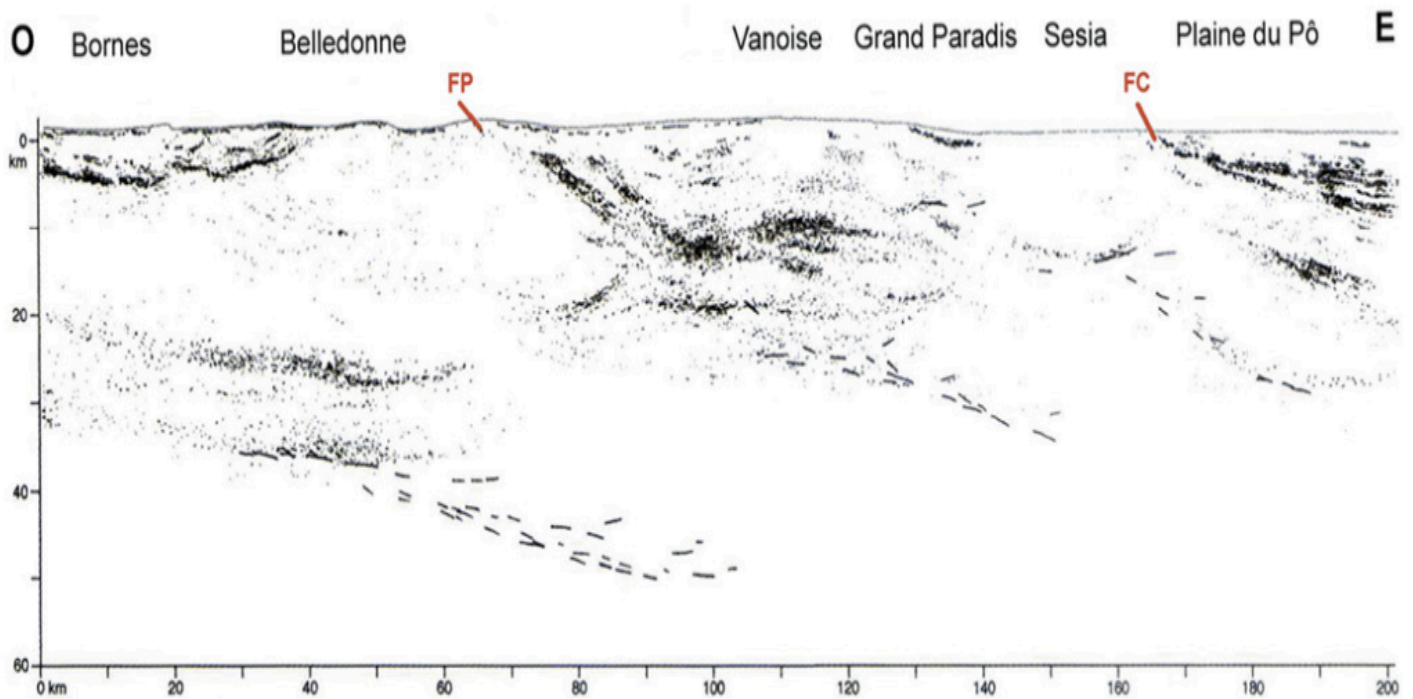 O Bornes Belledonne Vanoise Grand Paradis Sesia Plaine du Pô E
FP FC
0
km
20
40
60
0 km 20 40 60 80 100 120 140 160 180 200